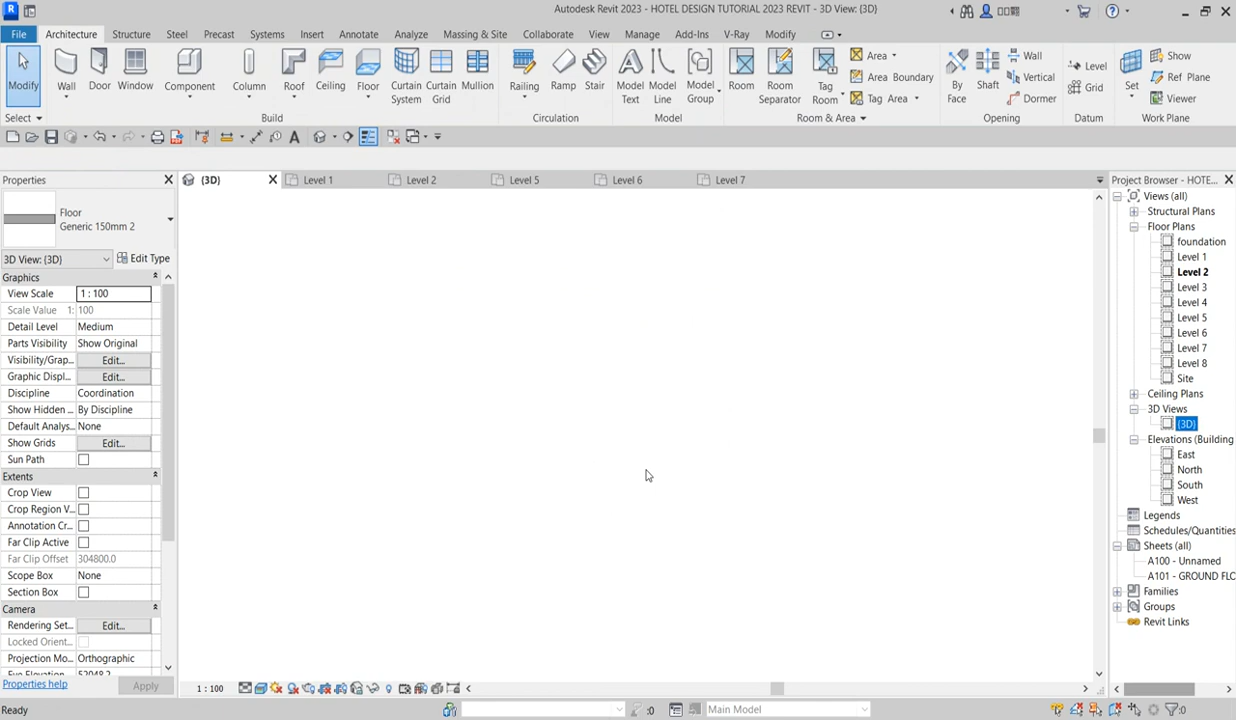 Autodesk Revit 2023 - HOTEL DESIGN TUTORIAL 2023 REVIT - 3D View: {3D}
File Architecture Structure Steel Precast Systems Insert Annotate Analyze Massing & Site Collaborate View Manage Add-Ins V-Ray Modify
Modify Wall Door Window Component Column Roof Ceiling Floor Curtain System Curtain Grid Mullion Railing Ramp Stair Model Text Model Line Model Group Room Room Separator Tag Room Area Area Boundary Tag Area By Face Shaft Wall Vertical Dormer Level Grid Set Show Ref Plane Viewer
Select Build Circulation Model Room & Area Opening Datum Work Plane
Properties
{3D} Level 1 Level 2 Level 5 Level 6 Level 7
Floor
Generic 150mm 2
3D View: {3D} Edit Type
Graphics
View Scale 1 : 100
Scale Value 1: 100
Detail Level Medium
Parts Visibility Show Original
Visibility/Grap... Edit...
Graphic Displ... Edit...
Discipline Coordination
Show Hidden ... By Discipline
Default Analys... None
Show Grids Edit...
Sun Path
Extents
Crop View
Crop Region V...
Annotation Cr...
Far Clip Active
Far Clip Offset 304800.0
Scope Box None
Section Box
Camera
Rendering Set... Edit...
Locked Orient...
Projection Mo... Orthographic
Properties help Apply
Project Browser - HOTE...
Views (all)
Structural Plans
Floor Plans
foundation
Level 1
Level 2
Level 3
Level 4
Level 5
Level 6
Level 7
Level 8
Site
Ceiling Plans
3D Views
{3D}
Elevations (Building
East
North
South
West
Legends
Schedules/Quantities
Sheets (all)
A100 - Unnamed
A101 - GROUND FLC
Families
Groups
Revit Links
1 : 100
Ready :0 Main Model :0